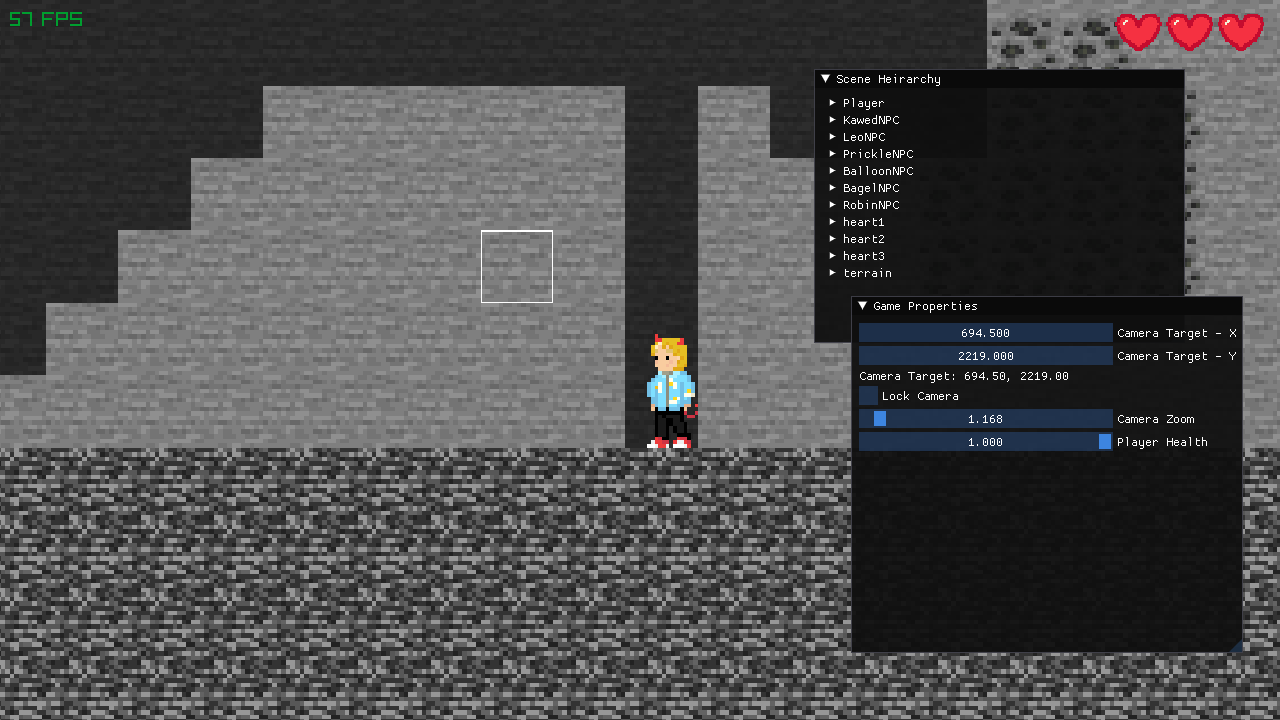 57 FPS
Scene Heirarchy
Player
KawedNPC
LeoNPC
PrickleNPC
BalloonNPC
BagelNPC
RobinNPC
heart1
heart2
heart3
terrain
Game Properties
694.500 Camera Target - X
2219.000 Camera Target - Y
Camera Target: 694.50, 2219.00
Lock Camera
1.168 Camera Zoom
1.000 Player Health